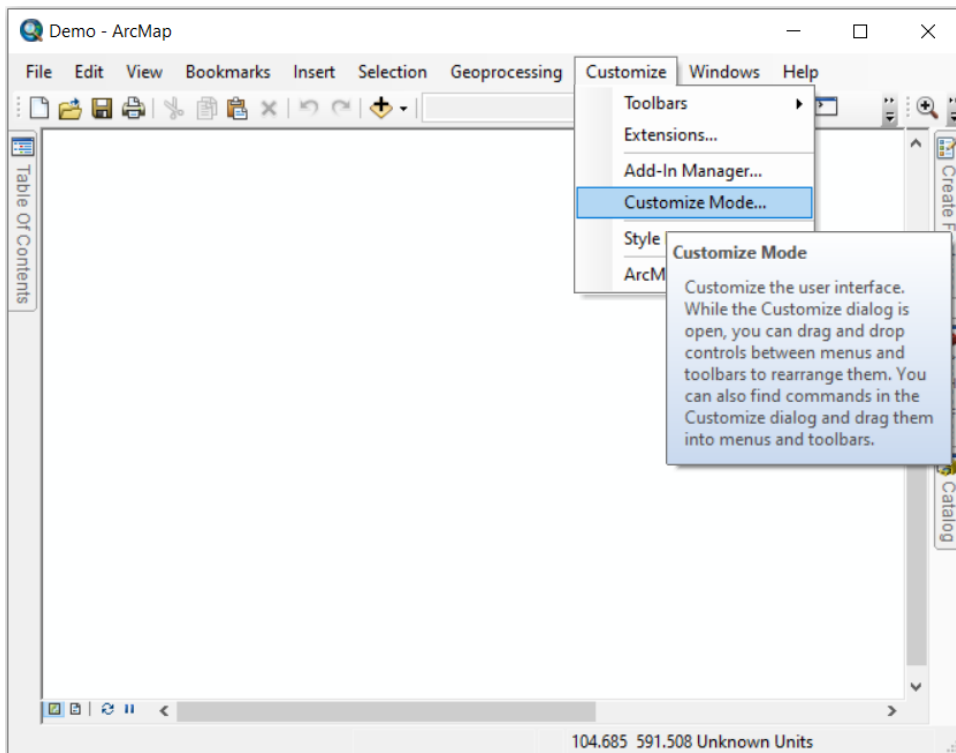 Demo - ArcMap
File Edit View Bookmarks Insert Selection Geoprocessing Customize Windows Help
Toolbars
Extensions...
Add-In Manager...
Customize Mode...
Style
ArcM
Customize Mode
Customize the user interface.
While the Customize dialog is
open, you can drag and drop
controls between menus and
toolbars to rearrange them. You
can also find commands in the
Customize dialog and drag them
into menus and toolbars.
Table Of Contents
Create F
Catalog
104.685 591.508 Unknown Units